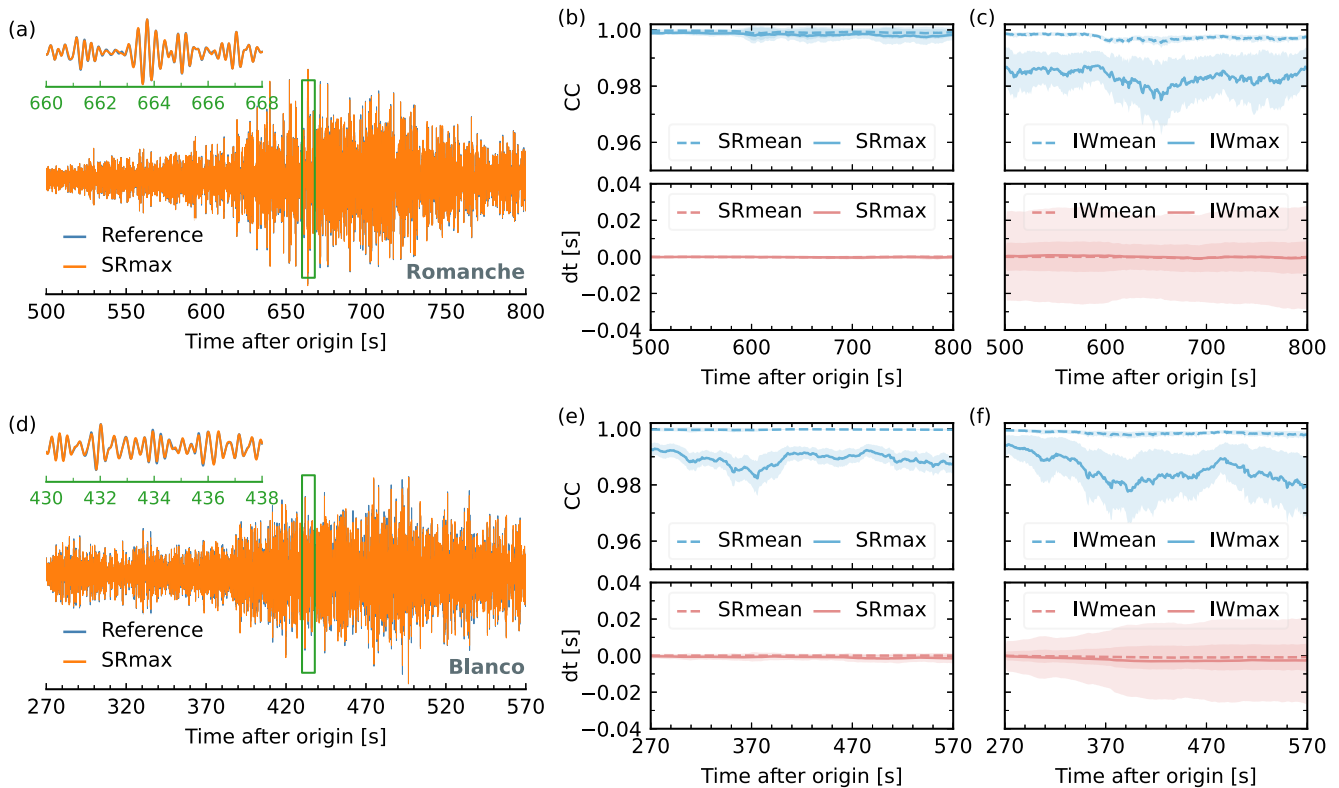 (a)
660 662 664 666 668
Reference
SRmax
Romanche
500 550 600 650 700 750 800
Time after origin [s]
(b)
1.00
0.98
0.96
CC
SRmean SRmax
0.04
0.02
0.00
−0.02
−0.04
dt [s]
SRmean SRmax
500 600 700 800
Time after origin [s]
(c)
IWmean IWmax
IWmean IWmax
500 600 700 800
Time after origin [s]
(d)
430 432 434 436 438
Reference
SRmax
Blanco
270 320 370 420 470 520 570
Time after origin [s]
(e)
1.00
0.98
0.96
CC
SRmean SRmax
0.04
0.02
0.00
−0.02
−0.04
dt [s]
SRmean SRmax
270 370 470 570
Time after origin [s]
(f)
IWmean IWmax
IWmean IWmax
270 370 470 570
Time after origin [s]